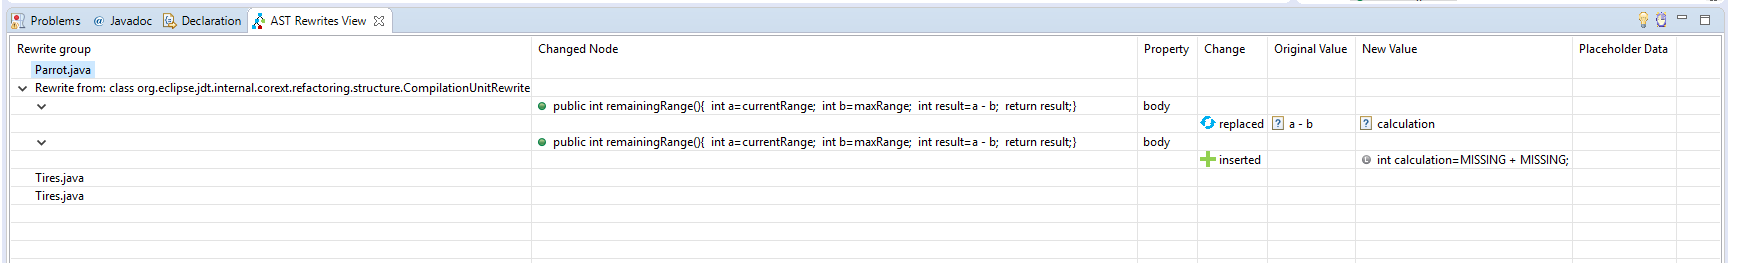 Problems @ Javadoc Declaration AST Rewrites View
Rewrite group Changed Node Property Change Original Value New Value Placeholder Data
Parrot.java
Rewrite from: class org.eclipse.jdt.internal.corext.refactoring.structure.CompilationUnitRewrite
public int remainingRange(){ int a=currentRange; int b=maxRange; int result=a - b; return result;} body
replaced ? a - b ? calculation
public int remainingRange(){ int a=currentRange; int b=maxRange; int result=a - b; return result;} body
inserted int calculation=MISSING + MISSING;
Tires.java
Tires.java